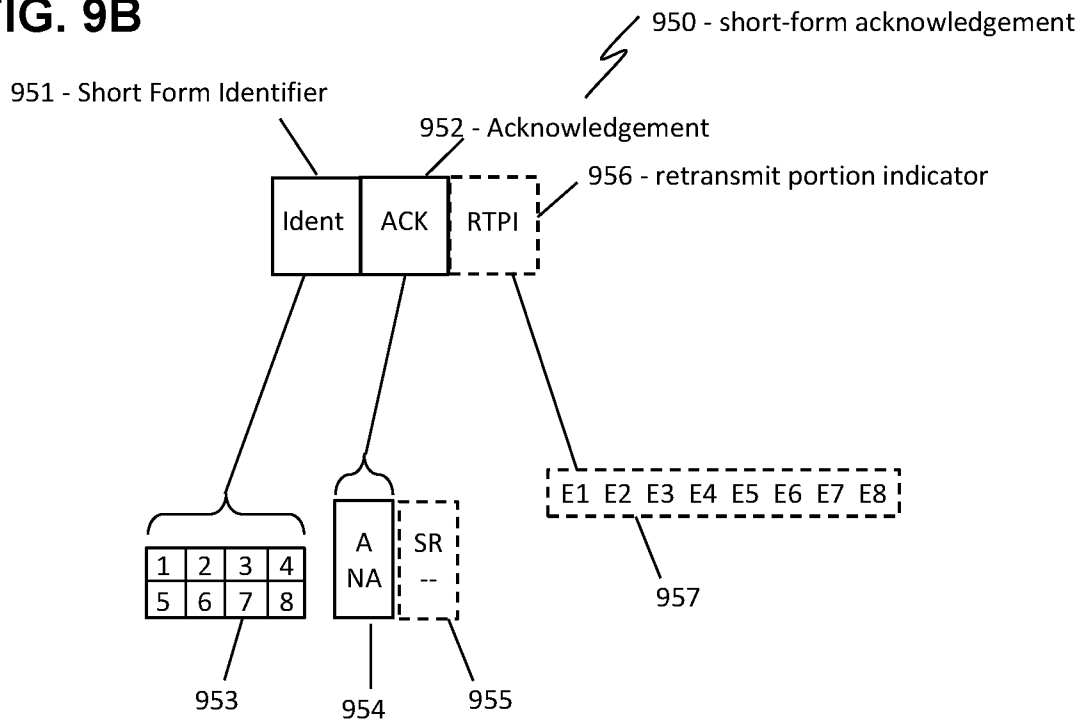 FIG. 9B
950 - short-form acknowledgement
951 - Short Form Identifier
952 - Acknowledgement
956 - retransmit portion indicator
Ident ACK RTPI
E1 E2 E3 E4 E5 E6 E7 E8
A SR
NA --
1 2 3 4
5 6 7 8
957
953
954
955